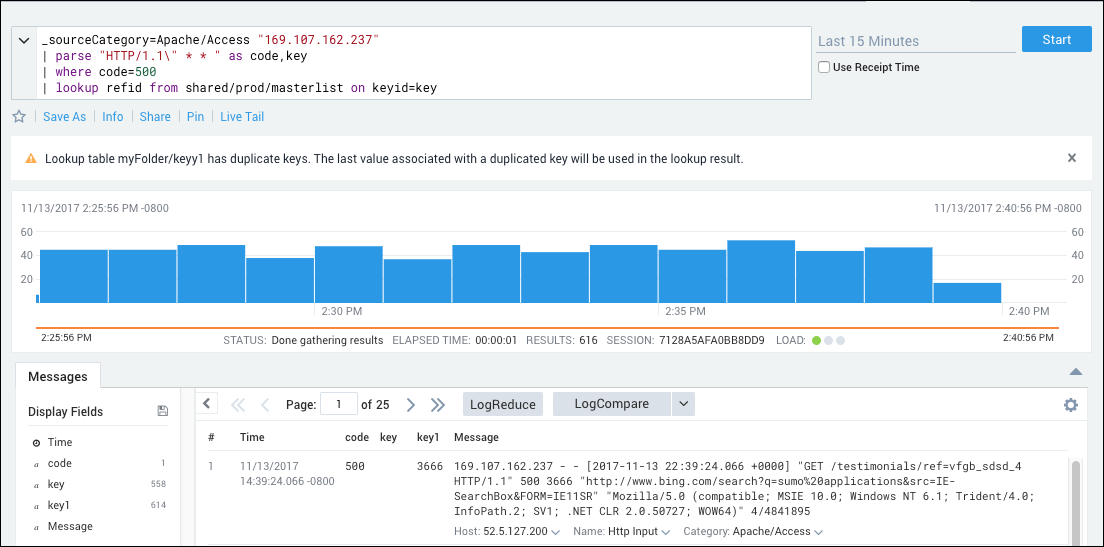 _sourceCategory=Apache/Access "169.107.162.237"
| parse "HTTP/1.1\" * * " as code,key
| where code=500
| lookup refid from shared/prod/masterlist on keyid=key
Last 15 Minutes
Start
Use Receipt Time
Save As | Info | Share | Pin | Live Tail
Lookup table myFolder/keyy1 has duplicate keys. The last value associated with a duplicated key will be used in the lookup result.
11/13/2017 2:25:56 PM -0800
11/13/2017 2:40:56 PM -0800
60 60
40 40
20 20
2:30 PM 2:35 PM 2:40 PM
2:25:56 PM
STATUS: Done gathering results ELAPSED TIME: 00:00:01 RESULTS: 616 SESSION: 7128A5AFA0BB8DD9 LOAD:
2:40:56 PM
Messages
Display Fields
Time
a code 1
a key 558
a key1 614
a Message
Page: 1 of 25 LogReduce LogCompare
# Time code key key1 Message
1 11/13/2017 500 3666 169.107.162.237 - - [2017-11-13 22:39:24.066 +0000] "GET /testimonials/ref=vfgb_sdsd_4
14:39:24.066 -0800 HTTP/1.1" 500 3666 "http://www.bing.com/search?q=sumo%20applications&src=IE-
SearchBox&FORM=IE11SR" "Mozilla/5.0 (compatible; MSIE 10.0; Windows NT 6.1; Trident/4.0;
InfoPath.2; SV1; .NET CLR 2.0.50727; WOW64)" 4/4841895
Host: 52.5.127.200 Name: Http Input Category: Apache/Access